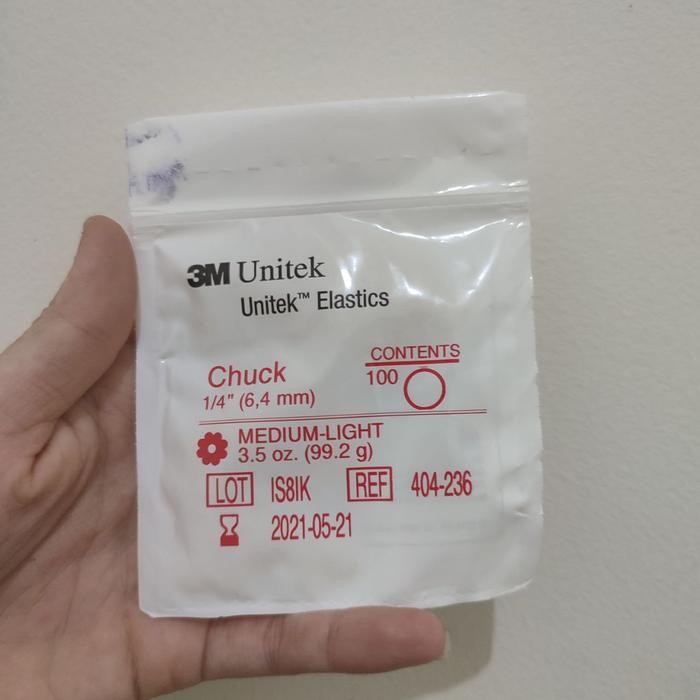 3M Unitek
Unitek™ Elastics
CONTENTS
Chuck
100
1/4" (6,4 mm)
MEDIUM-LIGHT
3.5 oz. (99.2 g)
LOT IS8IK REF 404-236
2021-05-21